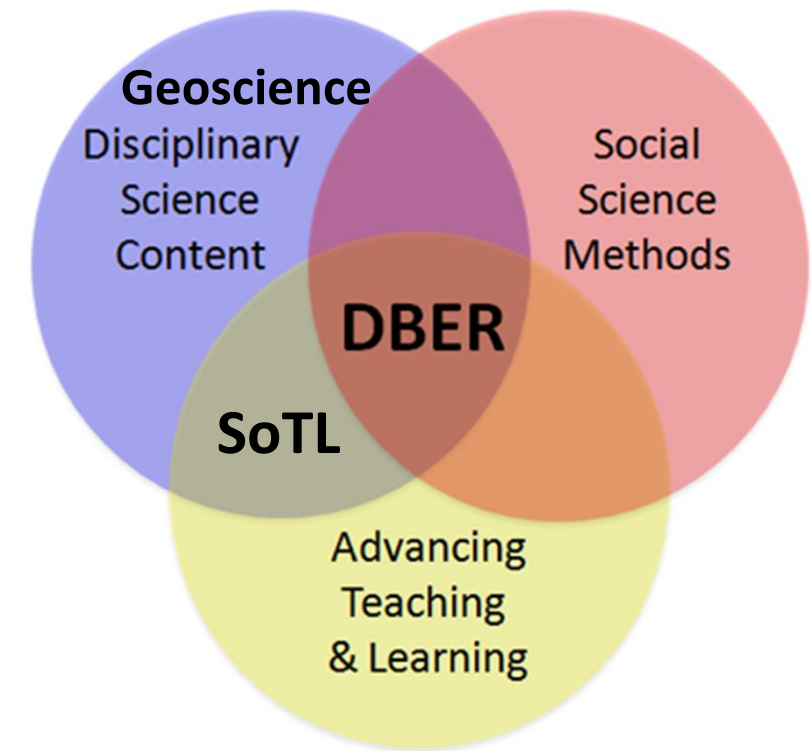 Geoscience
Disciplinary
Science
Content
Social
Science
Methods
DBER
SoTL
Advancing
Teaching
& Learning